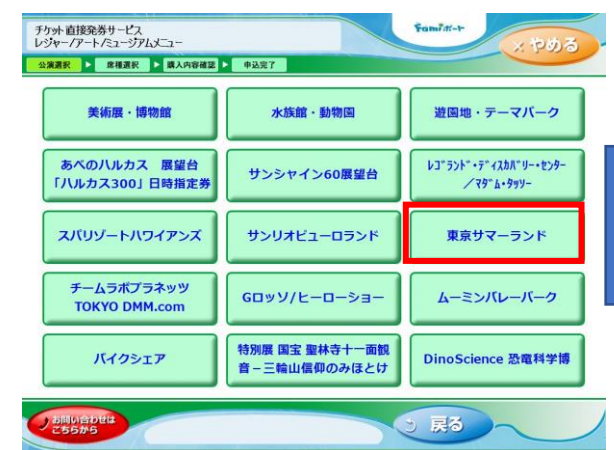 チケット直接発券サービス
レジャー/アート/ミュージアムメニュー
Famiポート
×やめる
公演選択 ▶ 席種選択 ▶ 購入内容確認 ▶ 申込完了
美術展・博物館
水族館・動物園
遊園地・テーマパーク
あべのハルカス 展望台
「ハルカス300」日時指定券
サンシャイン60展望台
レゴランド・ディスカバリー・センター
／マダム・タッソー
スパリゾートハワイアンズ
サンリオピューロランド
東京サマーランド
チームラボプラネッツ
TOKYO DMM.com
Gロッソ/ヒーローショー
ムーミンバレーパーク
バイクシェア
特別展 国宝 聖林寺十一面観
音－三輪山信仰のみほとけ
DinoScience 恐竜科学博
お問い合わせは
こちらから
戻る